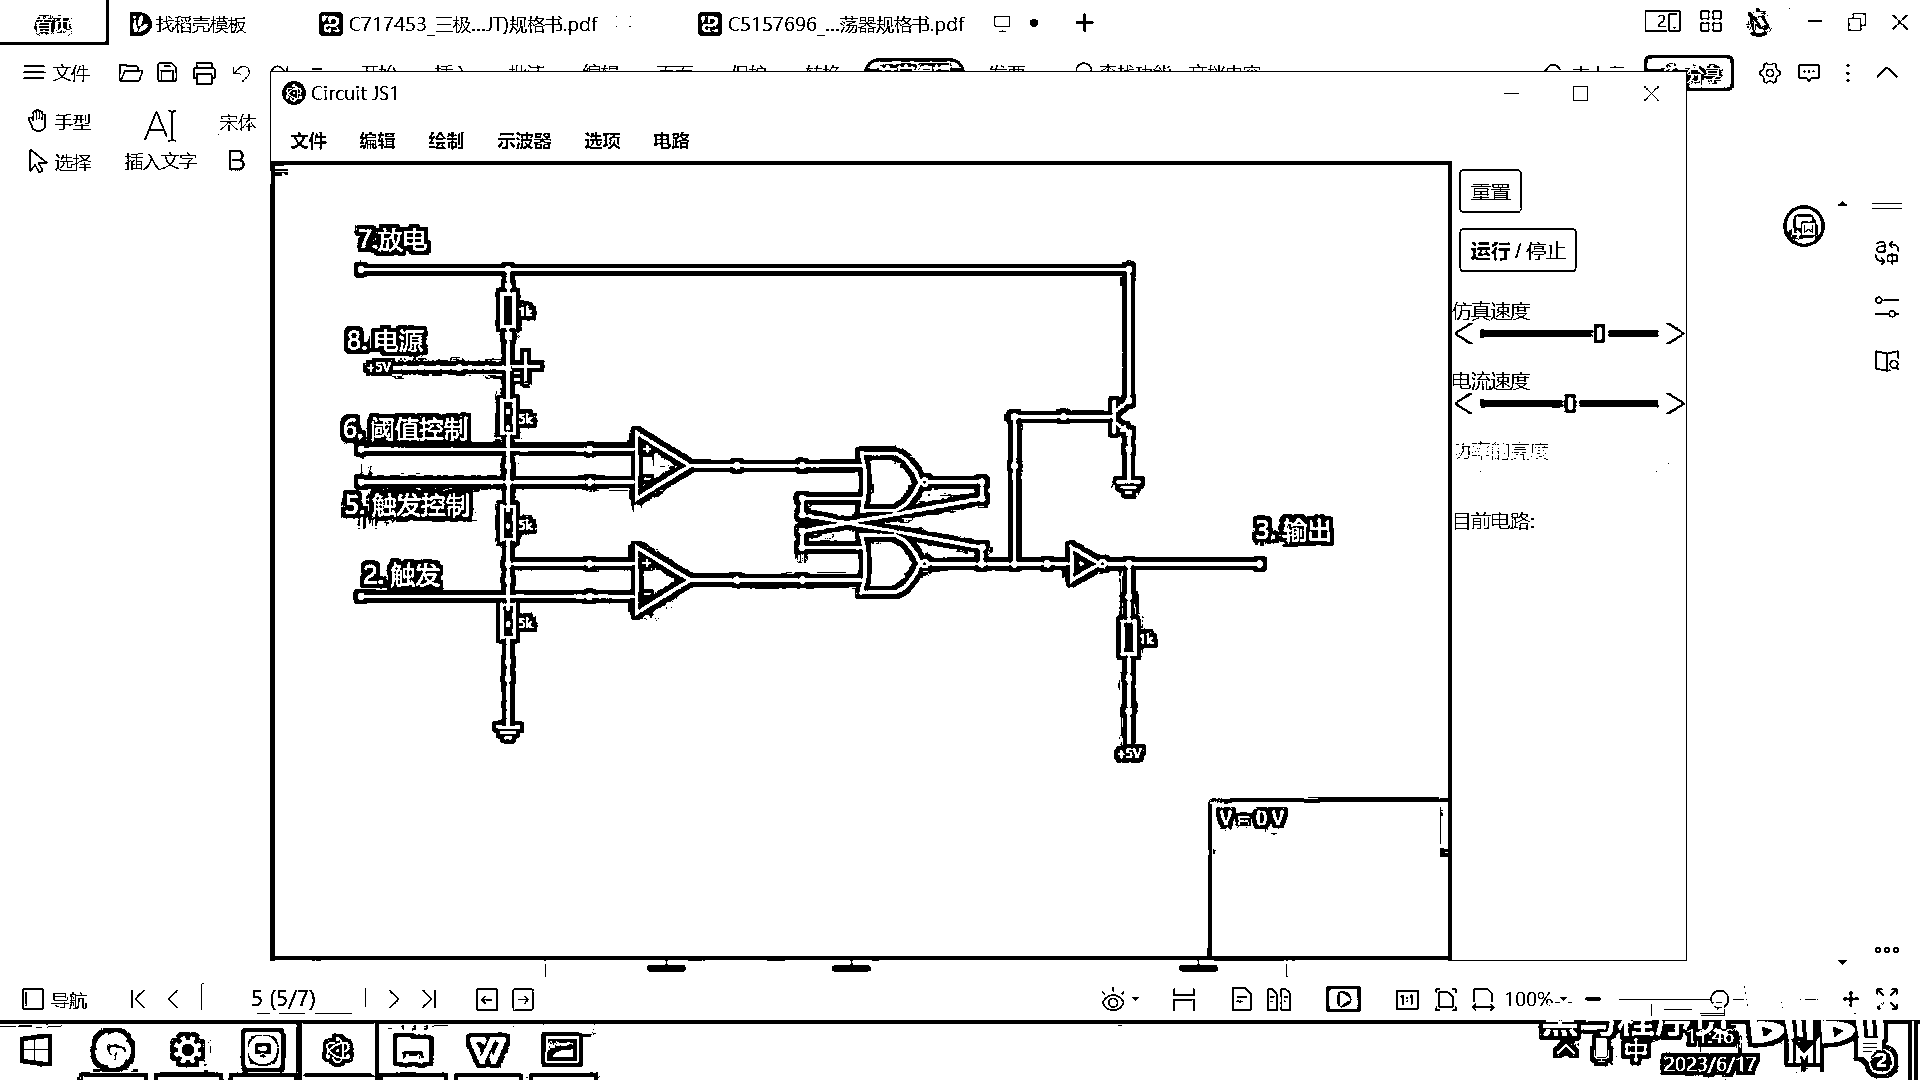 首页
找稻壳模板
C717453_三极...JT)规格书.pdf
C5157696_...荡器规格书.pdf
文件
手型
选择
插入文字
宋体
B
Circuit JS1
文件 编辑 绘制 示波器 选项 电路
重置
运行 / 停止
仿真速度
电流速度
功率的亮度
目前电路:
7.放电
1k
8. 电源
+5V
5k
6. 阈值控制
5. 触发控制
5k
2. 触发
5k
3. 输出
1k
+5V
V=0V
导航
5 (5/7)
1:1
100%
中
14:46
2023/6/17
2